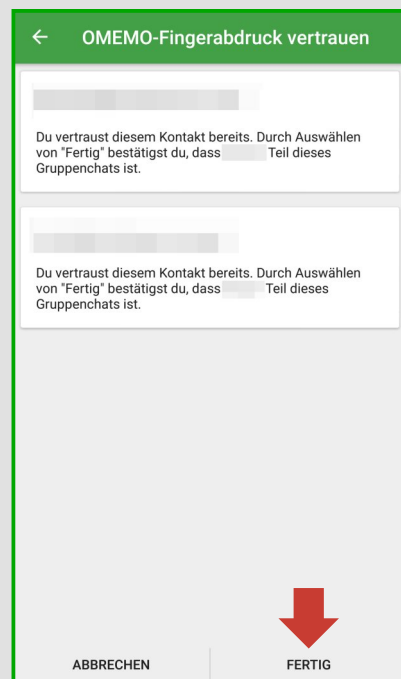 OMEMO-Fingerabdruck vertrauen
Du vertraust diesem Kontakt bereits. Durch Auswählen
von "Fertig" bestätigst du, dass Teil dieses
Gruppenchats ist.
Du vertraust diesem Kontakt bereits. Durch Auswählen
von "Fertig" bestätigst du, dass Teil dieses
Gruppenchats ist.
ABBRECHEN
FERTIG